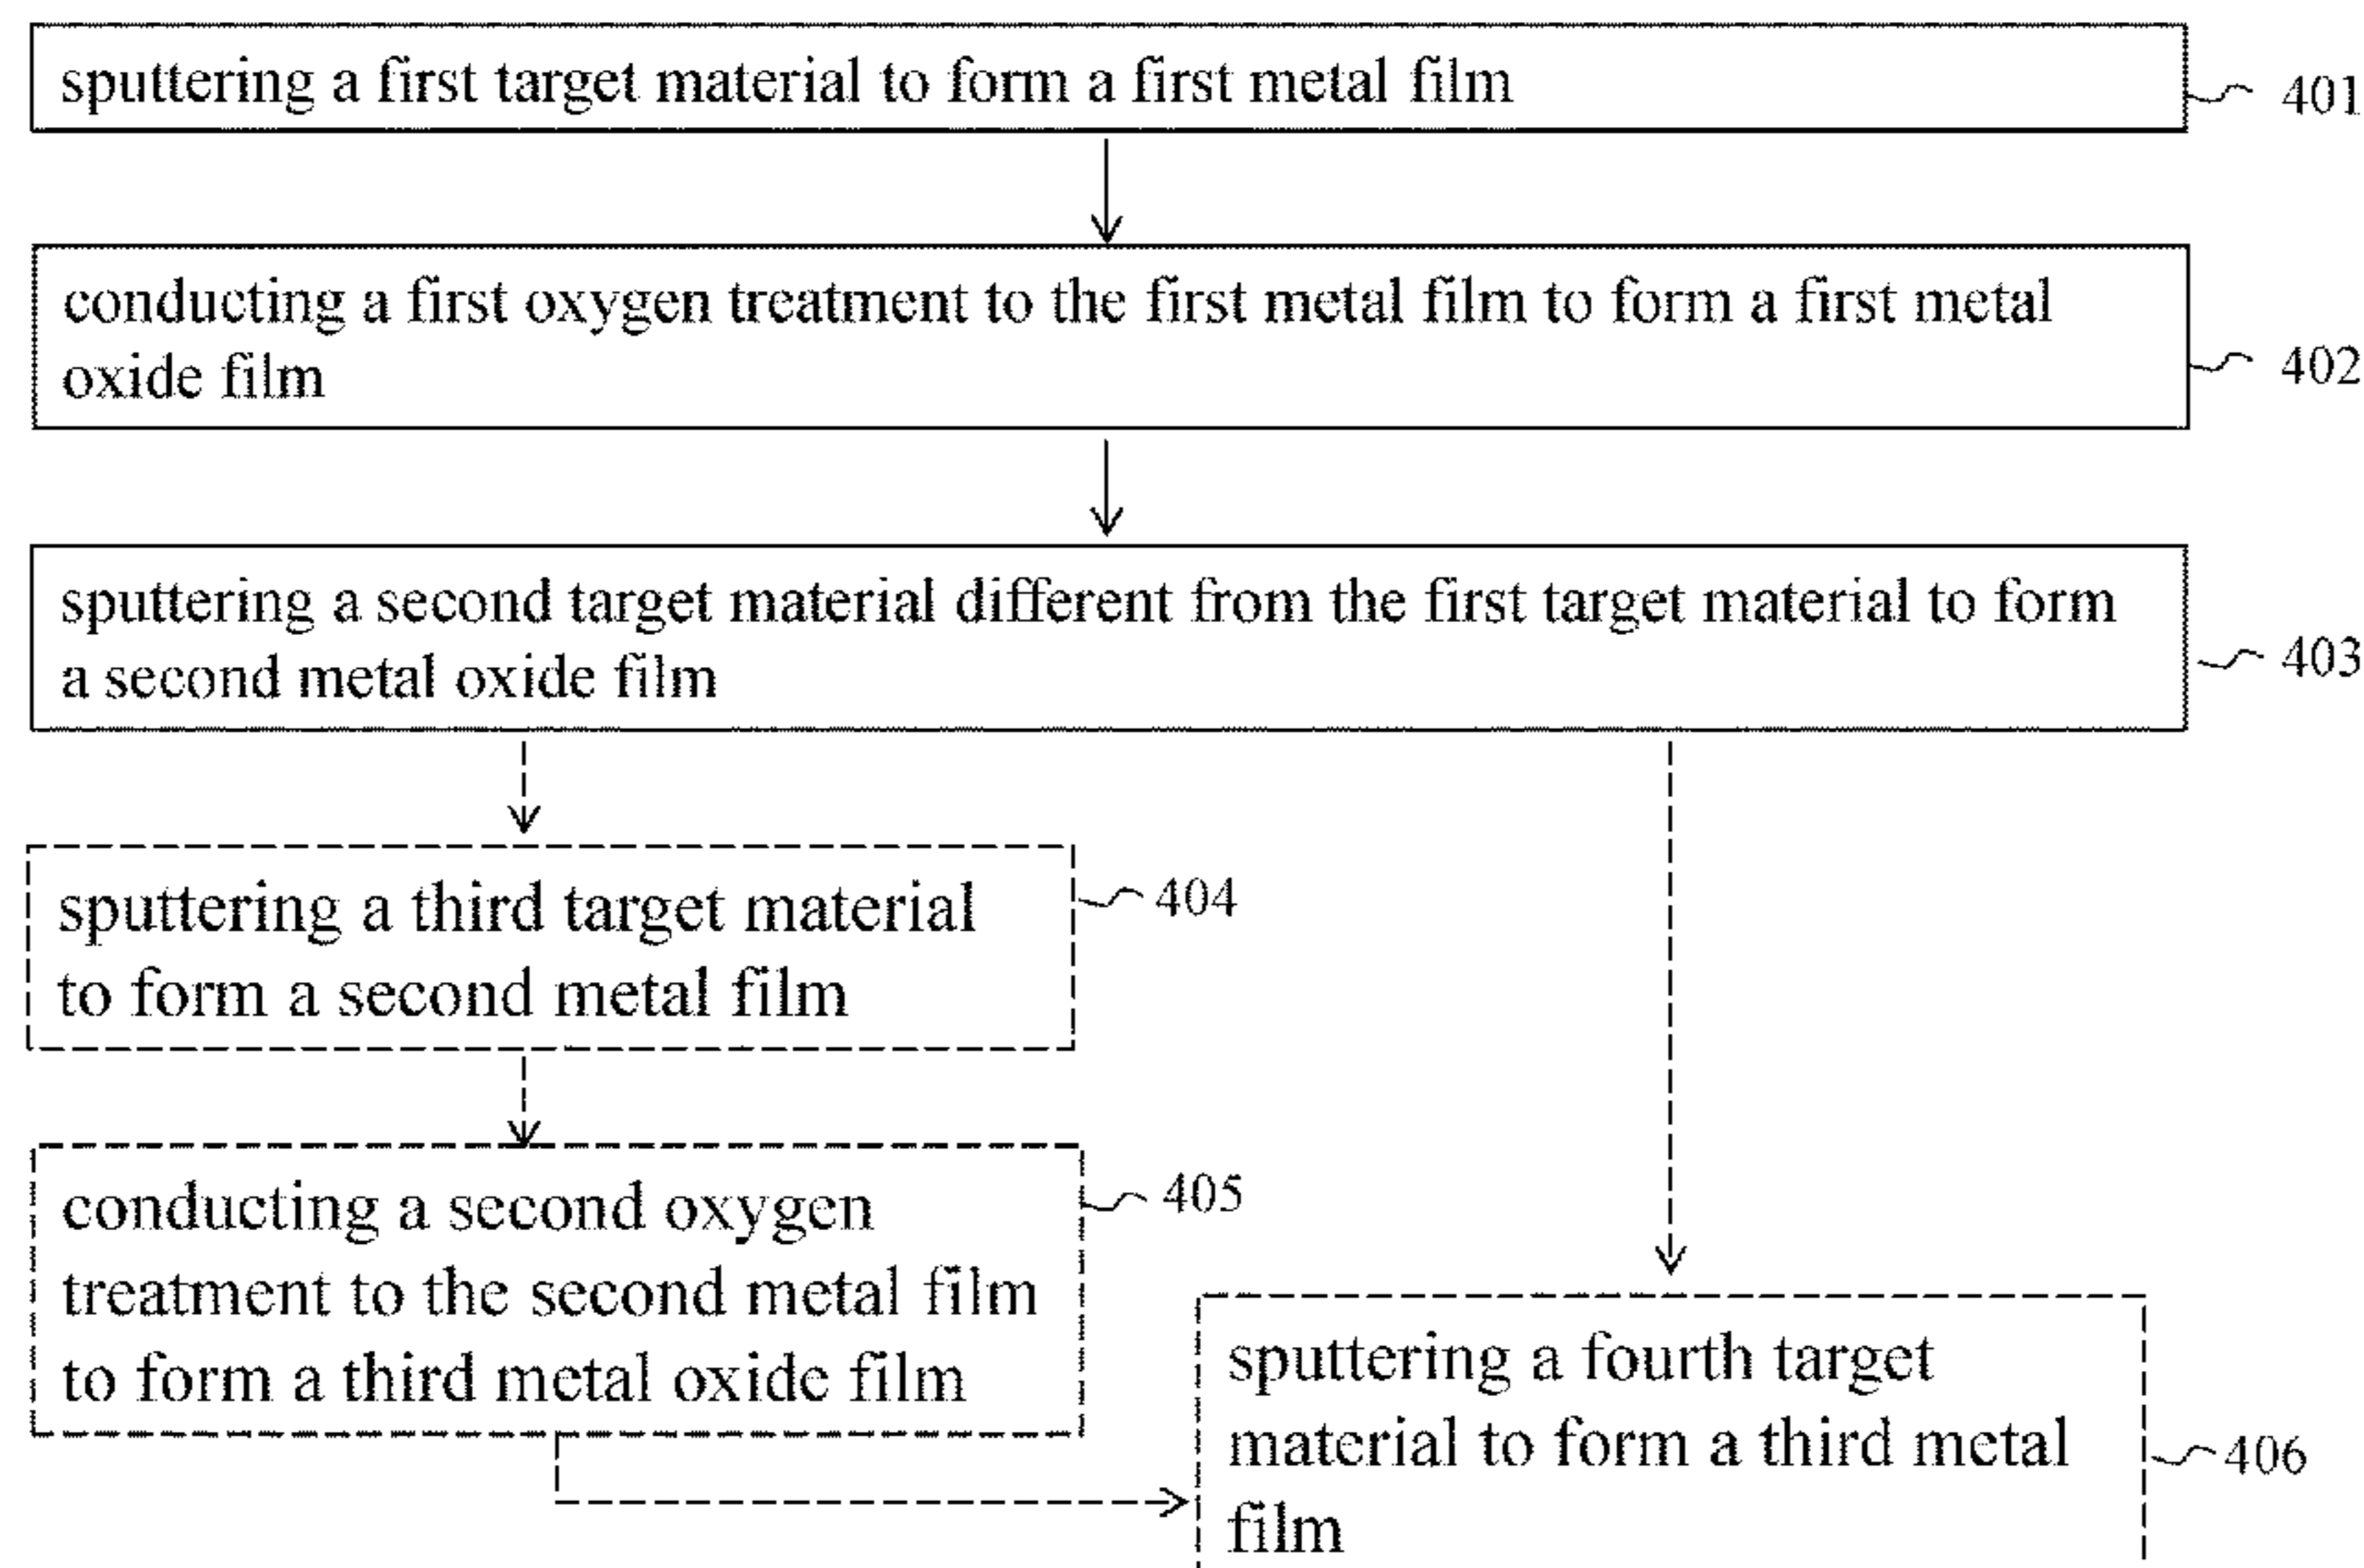 sputtering a first target material to form a first metal film
401
conducting a first oxygen treatment to the first metal film to form a first metal
oxide film
402
sputtering a second target material different from the first target material to form
a second metal oxide film
403
sputtering a third target material
to form a second metal film
404
conducting a second oxygen
treatment to the second metal film
to form a third metal oxide film
405
sputtering a fourth target
material to form a third metal
film
406